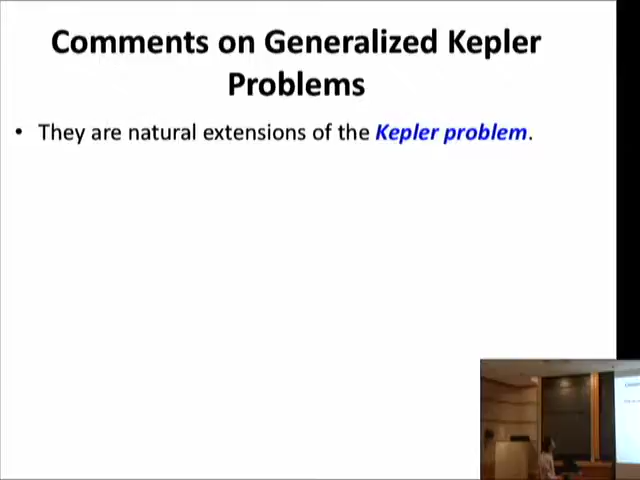 Comments on Generalized Kepler
Problems
• They are natural extensions of the Kepler problem.